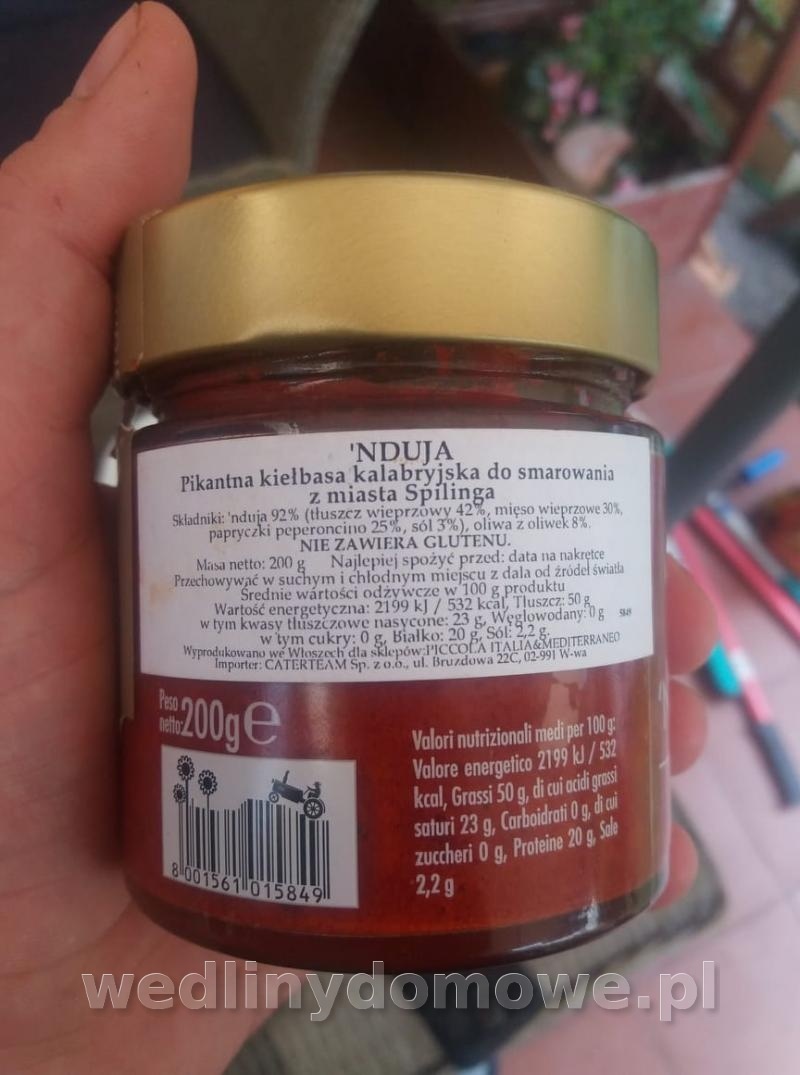 'NDUJA
Pikantna kiełbasa kalabryjska do smarowania
z miasta Spilinga
Składniki: 'nduja 92% (tłuszcz wieprzowy 42%, mięso wieprzowe 30%,
papryczki peperoncino 25%, sól 3%), oliwa z oliwek 8%.
NIE ZAWIERA GLUTENU.
Masa netto: 200 g Najlepiej spożyć przed: data na nakrętce
Przechowywać w suchym i chłodnym miejscu z dala od źródeł światła
Średnie wartości odżywcze w 100 g produktu
Wartość energetyczna: 2199 kJ / 532 kcal, Tłuszcz: 50 g
w tym kwasy tłuszczowe nasycone: 23 g, Węglowodany: 0 g 5849
w tym cukry: 0 g, Białko: 20 g, Sól: 2,2 g.
Wyprodukowano we Włoszech dla sklepów:PICCOLA ITALIA&MEDITERRANEO
Importer: CATERTEAM Sp. z o.o., ul. Bruzdowa 22C, 02-991 W-wa
Peso
netto: 200g e
8 001561 015849
Valori nutrizionali medi per 100 g:
Valore energetico 2199 kJ / 532
kcal, Grassi 50 g, di cui acidi grassi
saturi 23 g, Carboidrati 0 g, di cui
zuccheri 0 g, Proteine 20 g, Sale
2,2 g
wedlinydomowe.pl